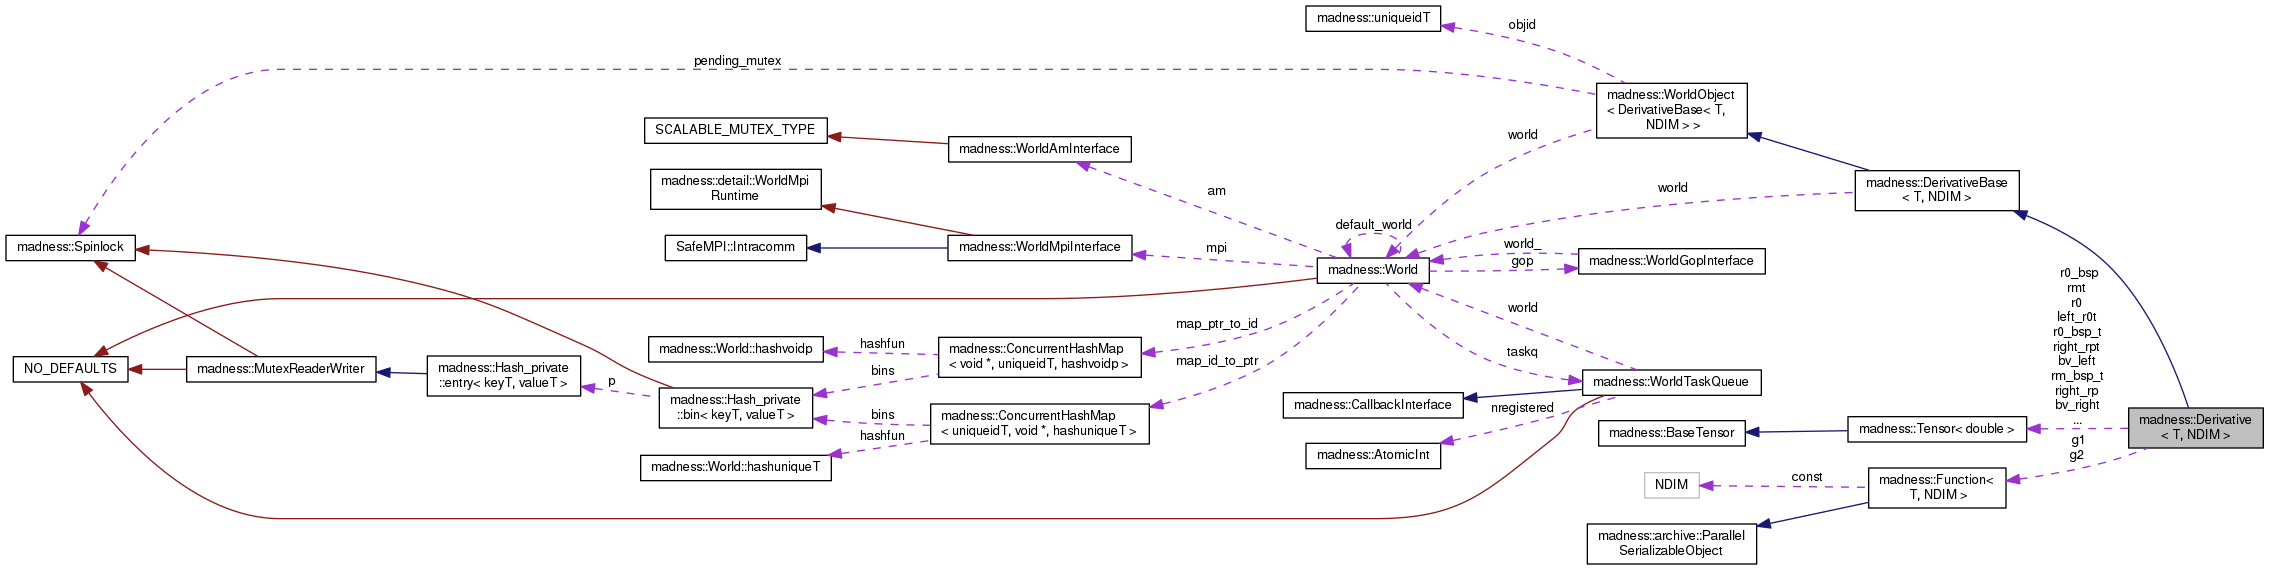 madness::uniqueidT
objid
pending_mutex
madness::WorldObject
< DerivativeBase< T,
NDIM > >
SCALABLE_MUTEX_TYPE
madness::WorldAmInterface
world
madness::detail::WorldMpi
Runtime
am
world
madness::DerivativeBase
< T, NDIM >
default_world
madness::Spinlock
SafeMPI::Intracomm
madness::WorldMpiInterface
mpi
madness::World
world_
gop
madness::WorldGopInterface
r0_bsp
rmt
r0
left_r0t
r0_bsp_t
right_rpt
bv_left
rm_bsp_t
right_rp
bv_right
...
g1
g2
map_ptr_to_id
world
madness::World::hashvoidp
hashfun
madness::ConcurrentHashMap
< void *, uniqueidT, hashvoidp >
map_id_to_ptr
taskq
NO_DEFAULTS
madness::MutexReaderWriter
madness::Hash_private
::entry< keyT, valueT >
p
bins
madness::WorldTaskQueue
madness::Hash_private
::bin< keyT, valueT >
bins
hashfun
madness::ConcurrentHashMap
< uniqueidT, void *, hashuniqueT >
madness::CallbackInterface
nregistered
madness::BaseTensor
madness::Tensor< double >
madness::Derivative
< T, NDIM >
madness::World::hashuniqueT
madness::AtomicInt
NDIM
const
madness::Function<
T, NDIM >
madness::archive::Parallel
SerializableObject